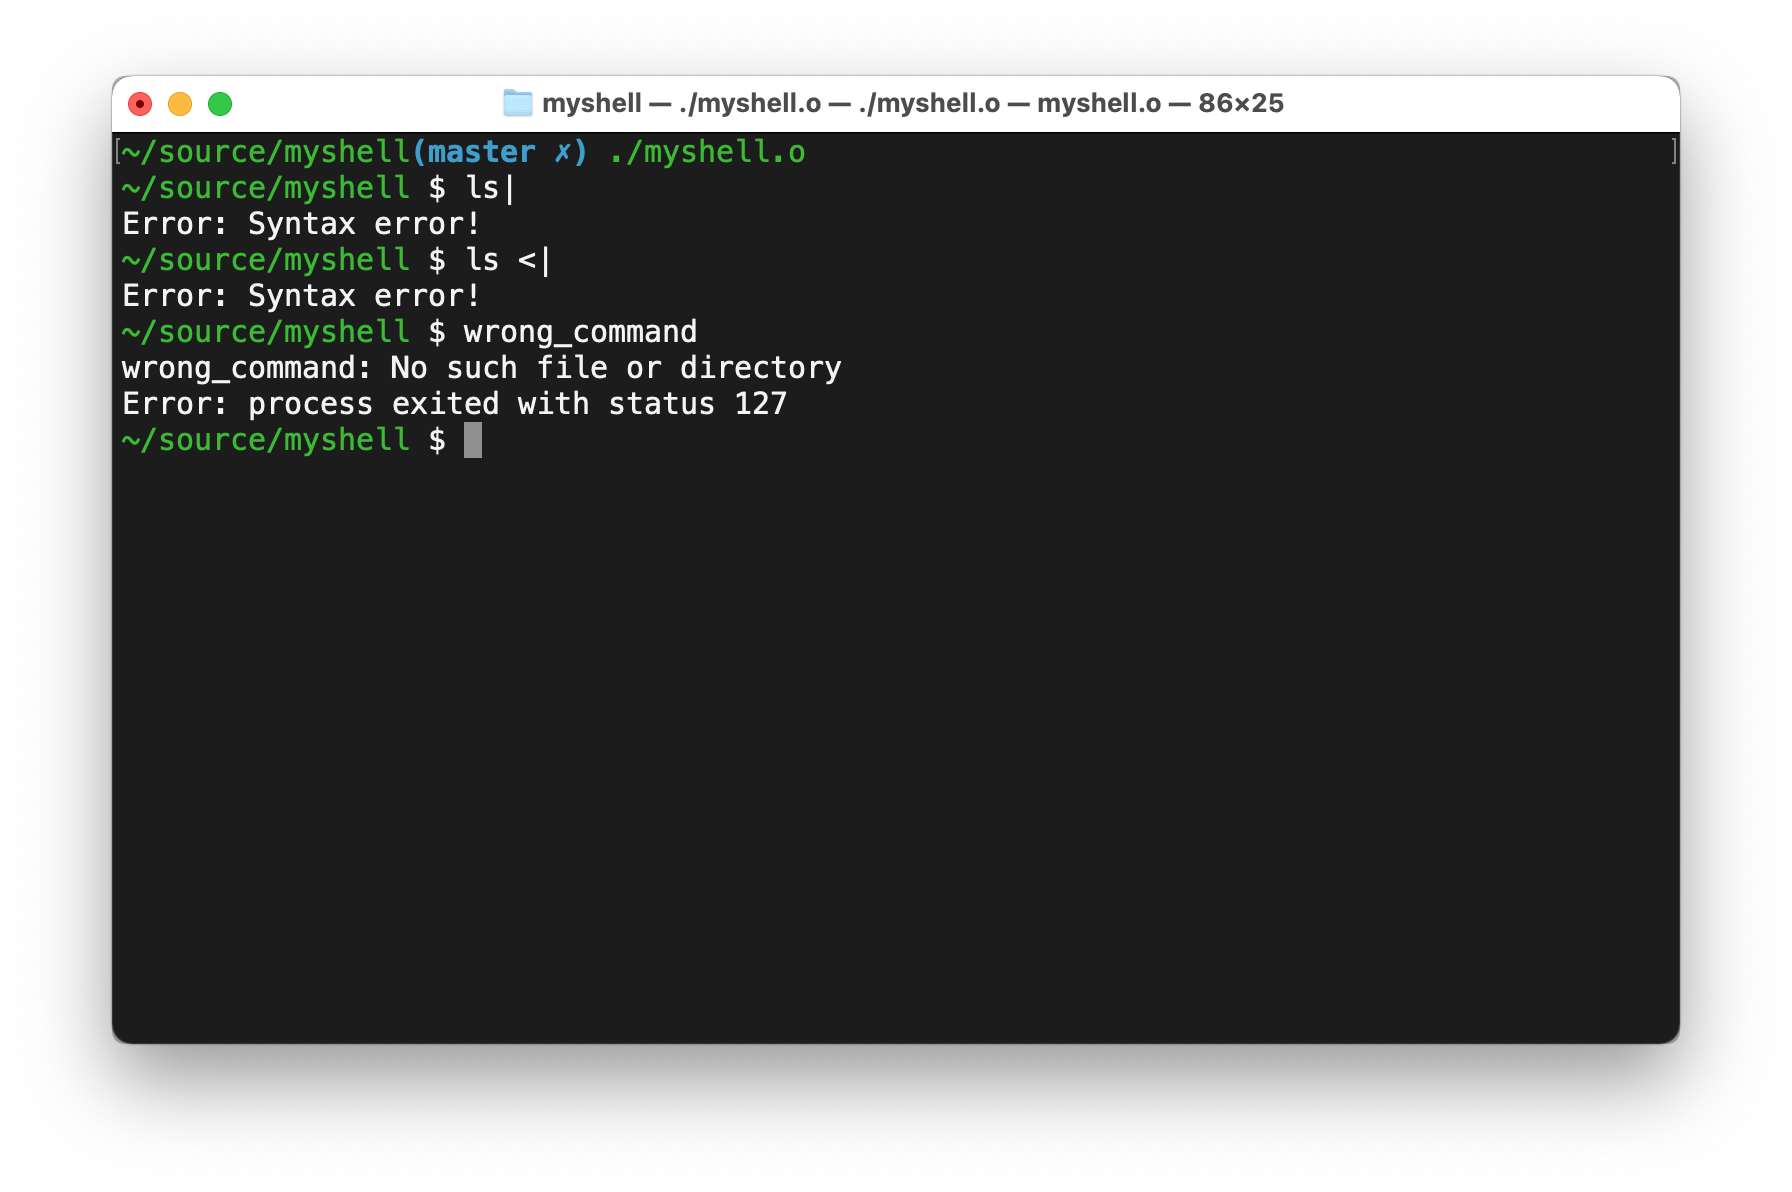 myshell — ./myshell.o — ./myshell.o — myshell.o — 86×25
[~/source/myshell(master ✗) ./myshell.o ]
~/source/myshell $ ls|
Error: Syntax error!
~/source/myshell $ ls <|
Error: Syntax error!
~/source/myshell $ wrong_command
wrong_command: No such file or directory
Error: process exited with status 127
~/source/myshell $